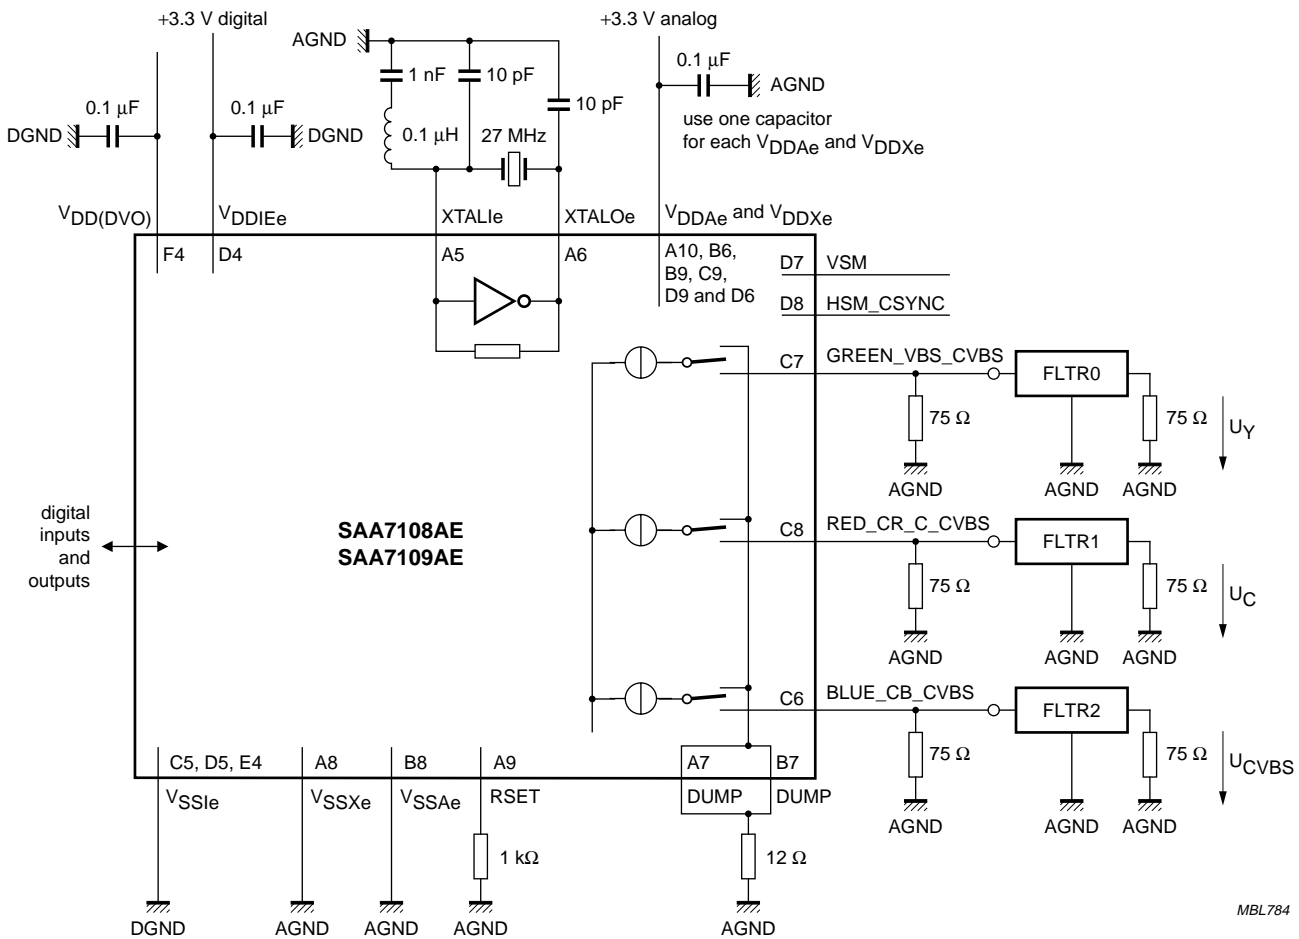 +3.3 V digital
+3.3 V analog
AGND
1 nF
10 pF
0.1 μF
AGND
0.1 μF
0.1 μF
10 pF
use one capacitor
for each VDDAe and VDDXe
DGND
DGND
0.1 μH
27 MHz
VDD(DVO)
VDDIEe
XTALIe
XTALOe
VDDAe and VDDXe
F4
D4
A5
A6
A10, B6,
B9, C9,
D9 and D6
D7
VSM
D8
HSM_CSYNC
C7
GREEN_VBS_CVBS
FLTR0
75 Ω
75 Ω
UY
AGND
AGND
AGND
digital
inputs
and
outputs
SAA7108AE
SAA7109AE
C8
RED_CR_C_CVBS
FLTR1
75 Ω
75 Ω
UC
AGND
AGND
AGND
C6
BLUE_CB_CVBS
FLTR2
75 Ω
75 Ω
UCVBS
AGND
AGND
AGND
C5, D5, E4
A8
B8
A9
A7
B7
VSSIe
VSSXe
VSSAe
RSET
DUMP
DUMP
1 kΩ
12 Ω
DGND
AGND
AGND
AGND
AGND
MBL784